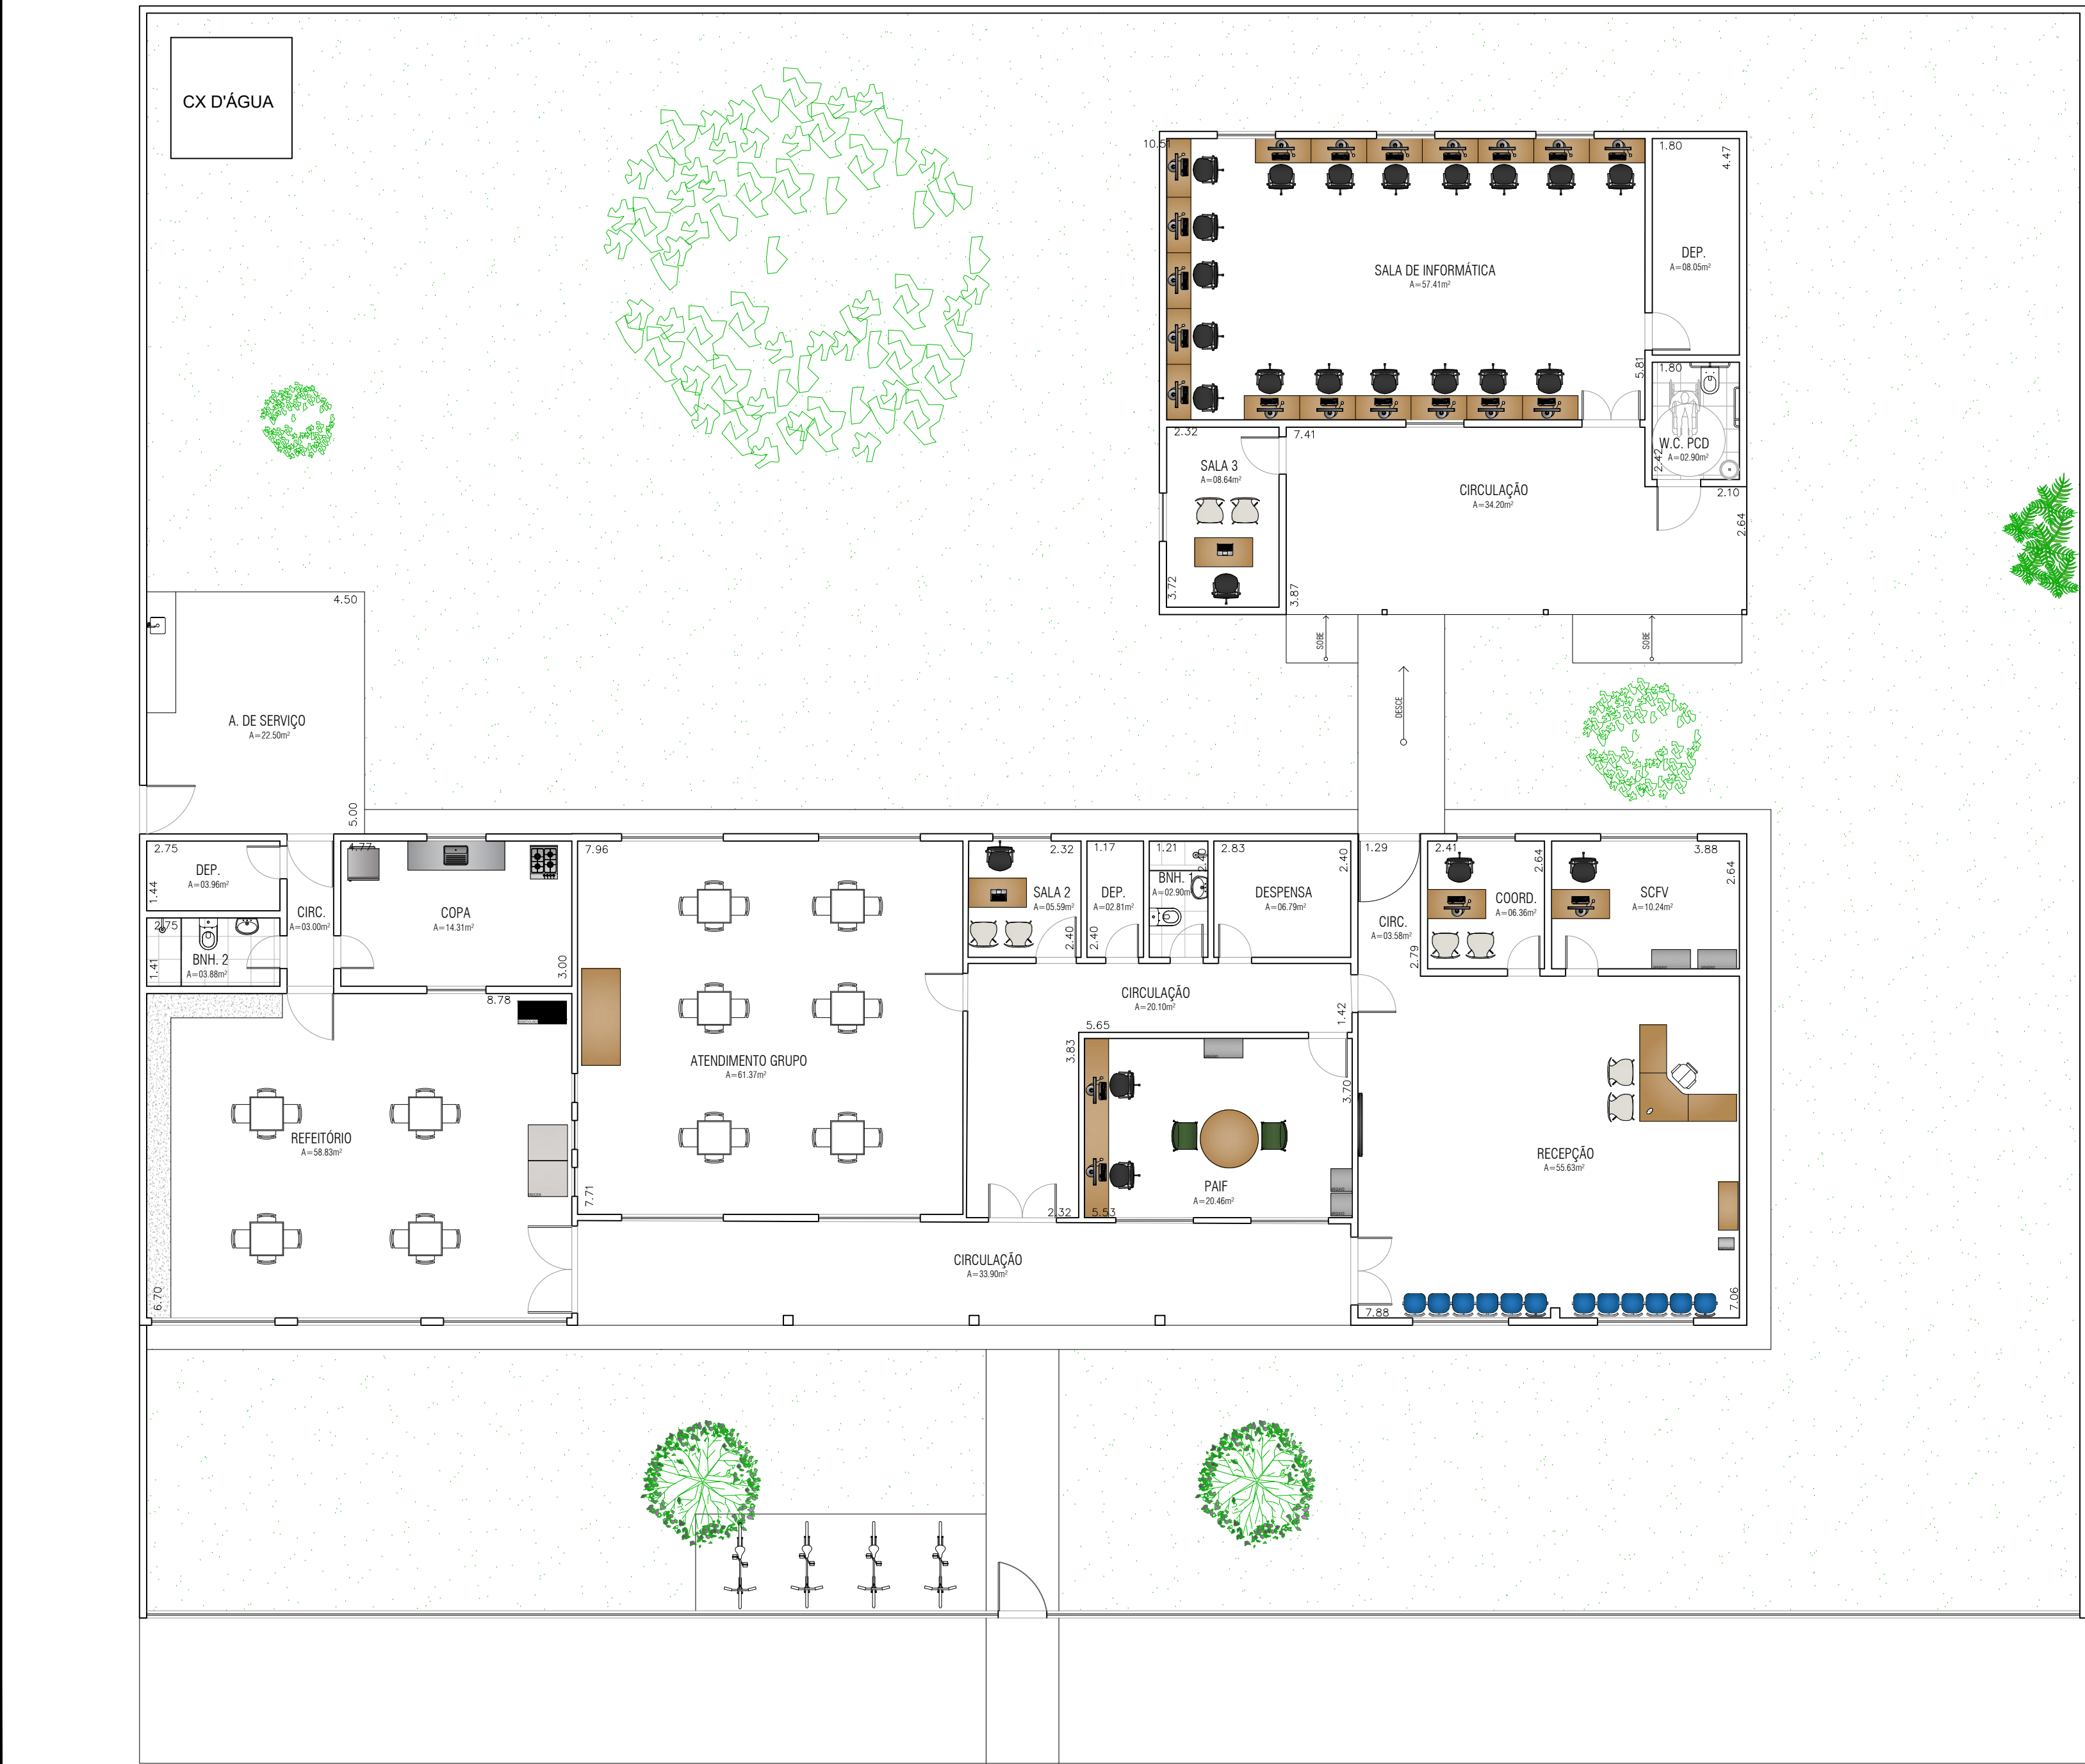 CX D'ÁGUA
10.51
1.80
4.47
SALA DE INFORMÁTICA
A=57.41m²
DEP.
A=08.05m²
5.81
1.80
W.C. PCD
A=02.90m²
2.42
2.10
2.64
2.32
SALA 3
A=08.64m²
3.72
7.41
CIRCULAÇÃO
A=34.20m²
3.87
SOBE
SOBE
DESCE
4.50
A. DE SERVIÇO
A=22.50m²
5.00
2.75
DEP.
A=03.96m²
1.44
2.75
BNH. 2
A=03.88m²
1.41
CIRC.
A=03.00m²
4.77
COPA
A=14.31m²
3.00
7.96
ATENDIMENTO GRUPO
A=61.37m²
7.71
2.32
SALA 2
A=05.59m²
2.40
1.17
DEP.
A=02.81m²
2.40
1.21
2.40
BNH. 1
A=02.90m²
2.83
2.40
DESPENSA
A=06.79m²
1.29
CIRC.
A=03.58m²
2.79
2.41
2.64
COORD.
A=06.36m²
3.88
2.64
SCFV
A=10.24m²
8.78
REFEITÓRIO
A=58.83m²
6.70
CIRCULAÇÃO
A=20.10m²
1.42
5.65
3.83
2.32
3.70
PAIF
A=20.46m²
5.53
RECEPÇÃO
A=55.63m²
7.88
7.06
CIRCULAÇÃO
A=33.90m²